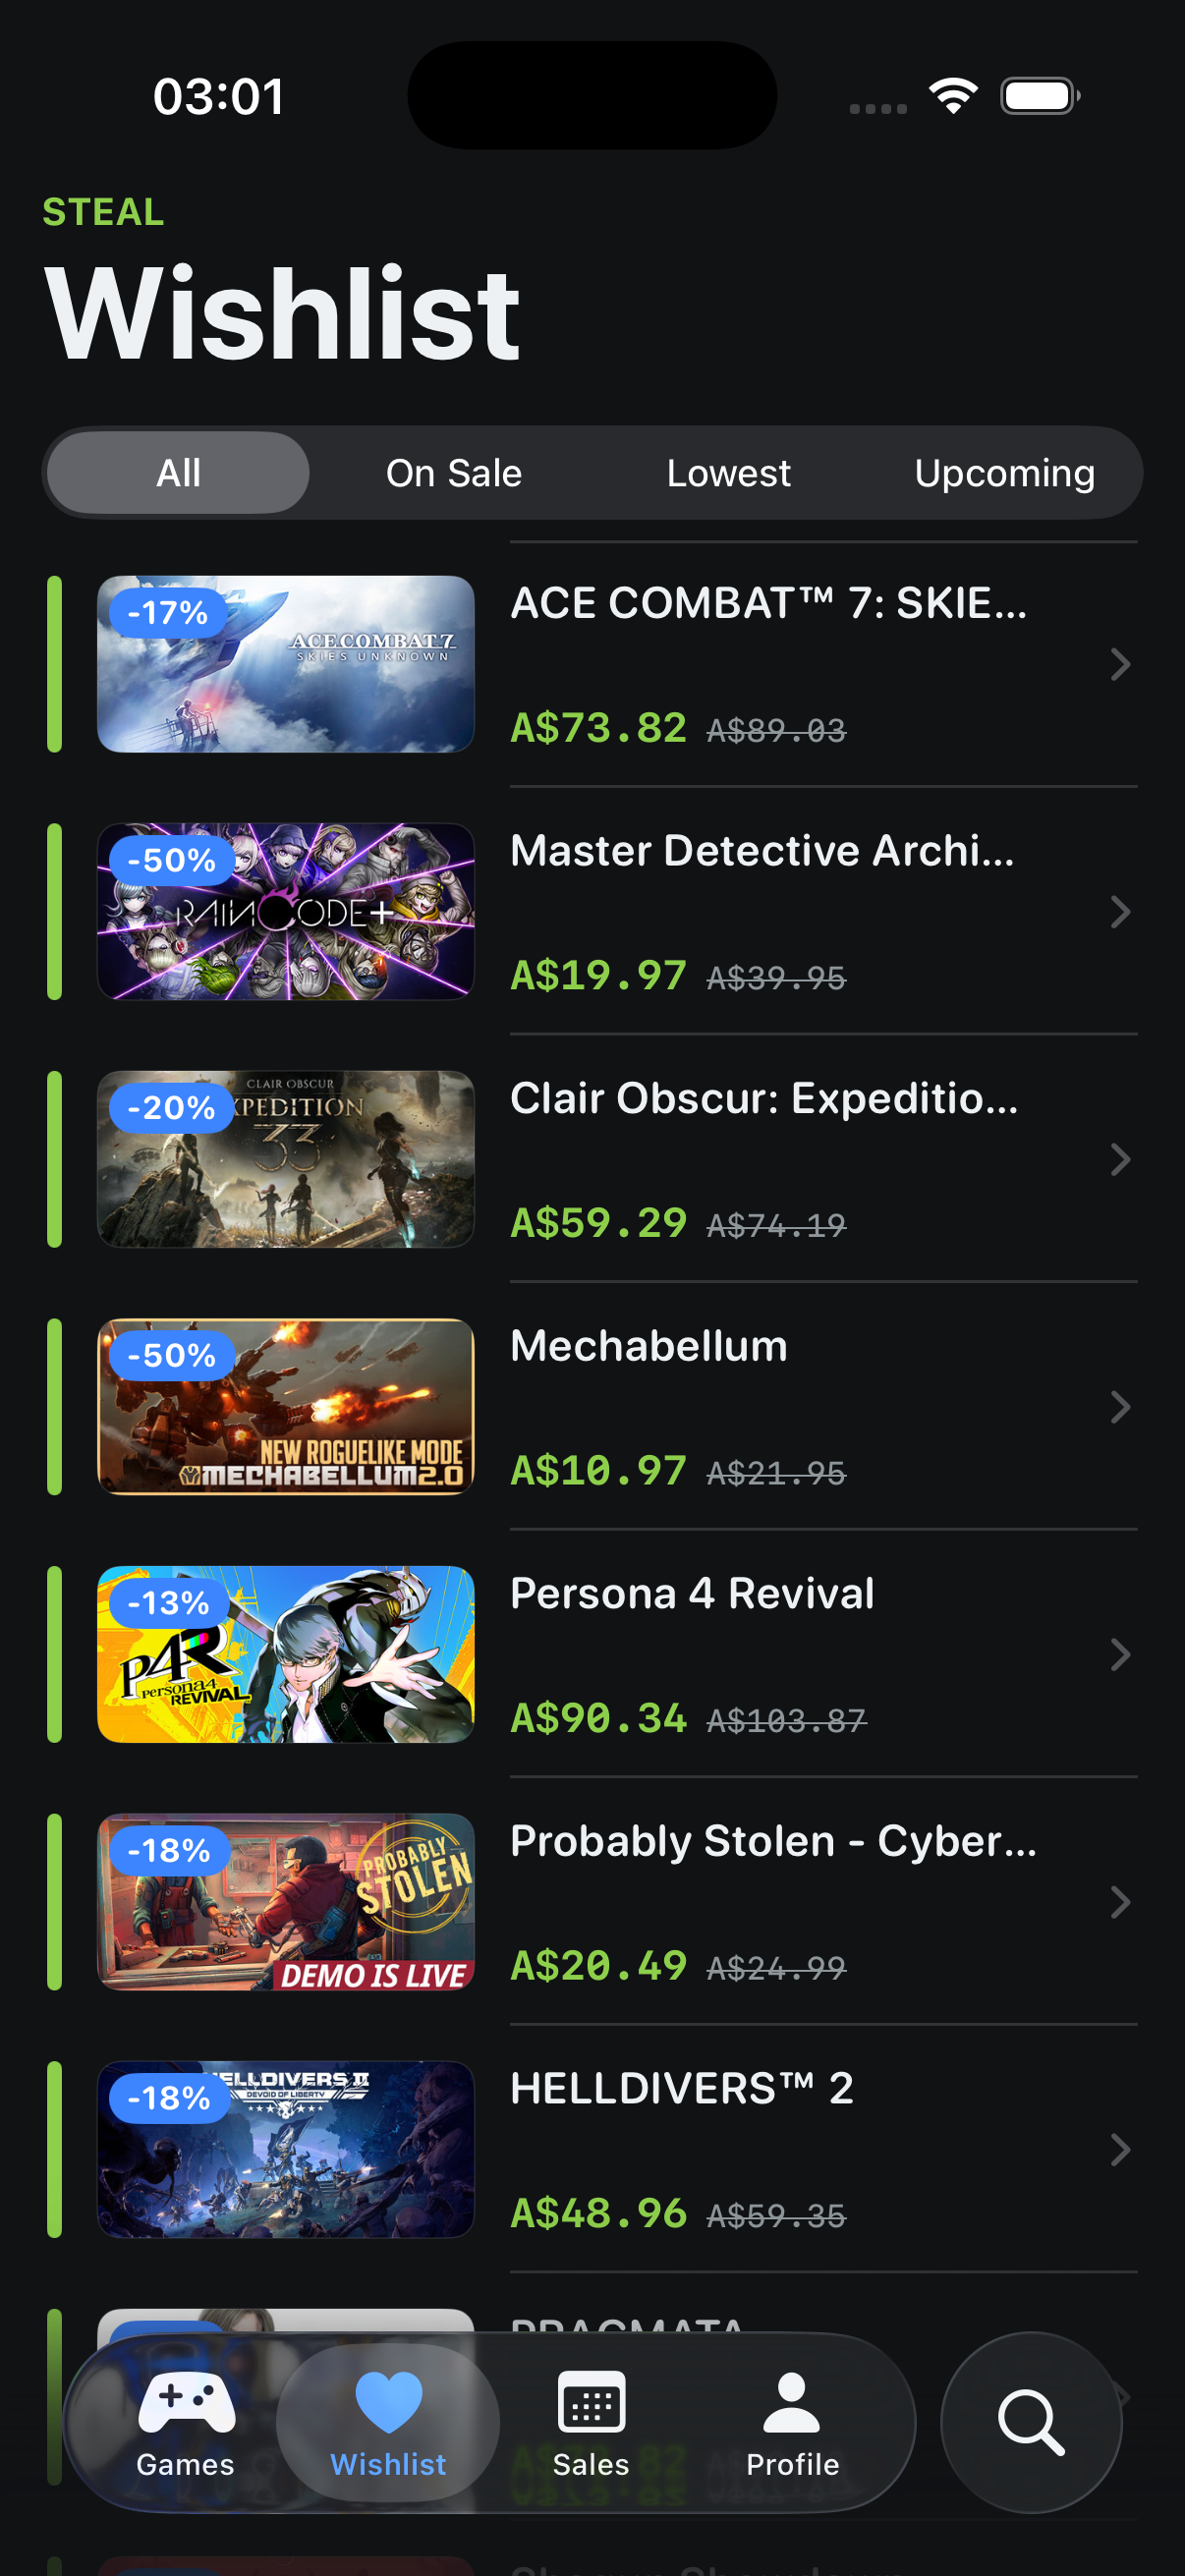 03:01
STEAL
Wishlist
All
On Sale
Lowest
Upcoming
-17%
ACE COMBAT 7
SKIES UNKNOWN
ACE COMBAT™ 7: SKIE...
A$73.82 A$89.03
-50%
RAIN CODE+
Master Detective Archi...
A$19.97 A$39.95
-20%
CLAIR OBSCUR
XPEDITION
33
Clair Obscur: Expeditio...
A$59.29 A$74.19
-50%
NEW ROGUELIKE MODE
MECHABELLUM 2.0
Mechabellum
A$10.97 A$21.95
-13%
P4R
Persona4
REVIVAL
Persona 4 Revival
A$90.34 A$103.87
-18%
PROBABLY
STOLEN
DEMO IS LIVE
Probably Stolen - Cyber...
A$20.49 A$24.99
-18%
HELLDIVERS II
DEVOID OF LIBERTY
HELLDIVERS™ 2
A$48.96 A$59.35
PRAGMATA
Games
Wishlist
Sales
Profile